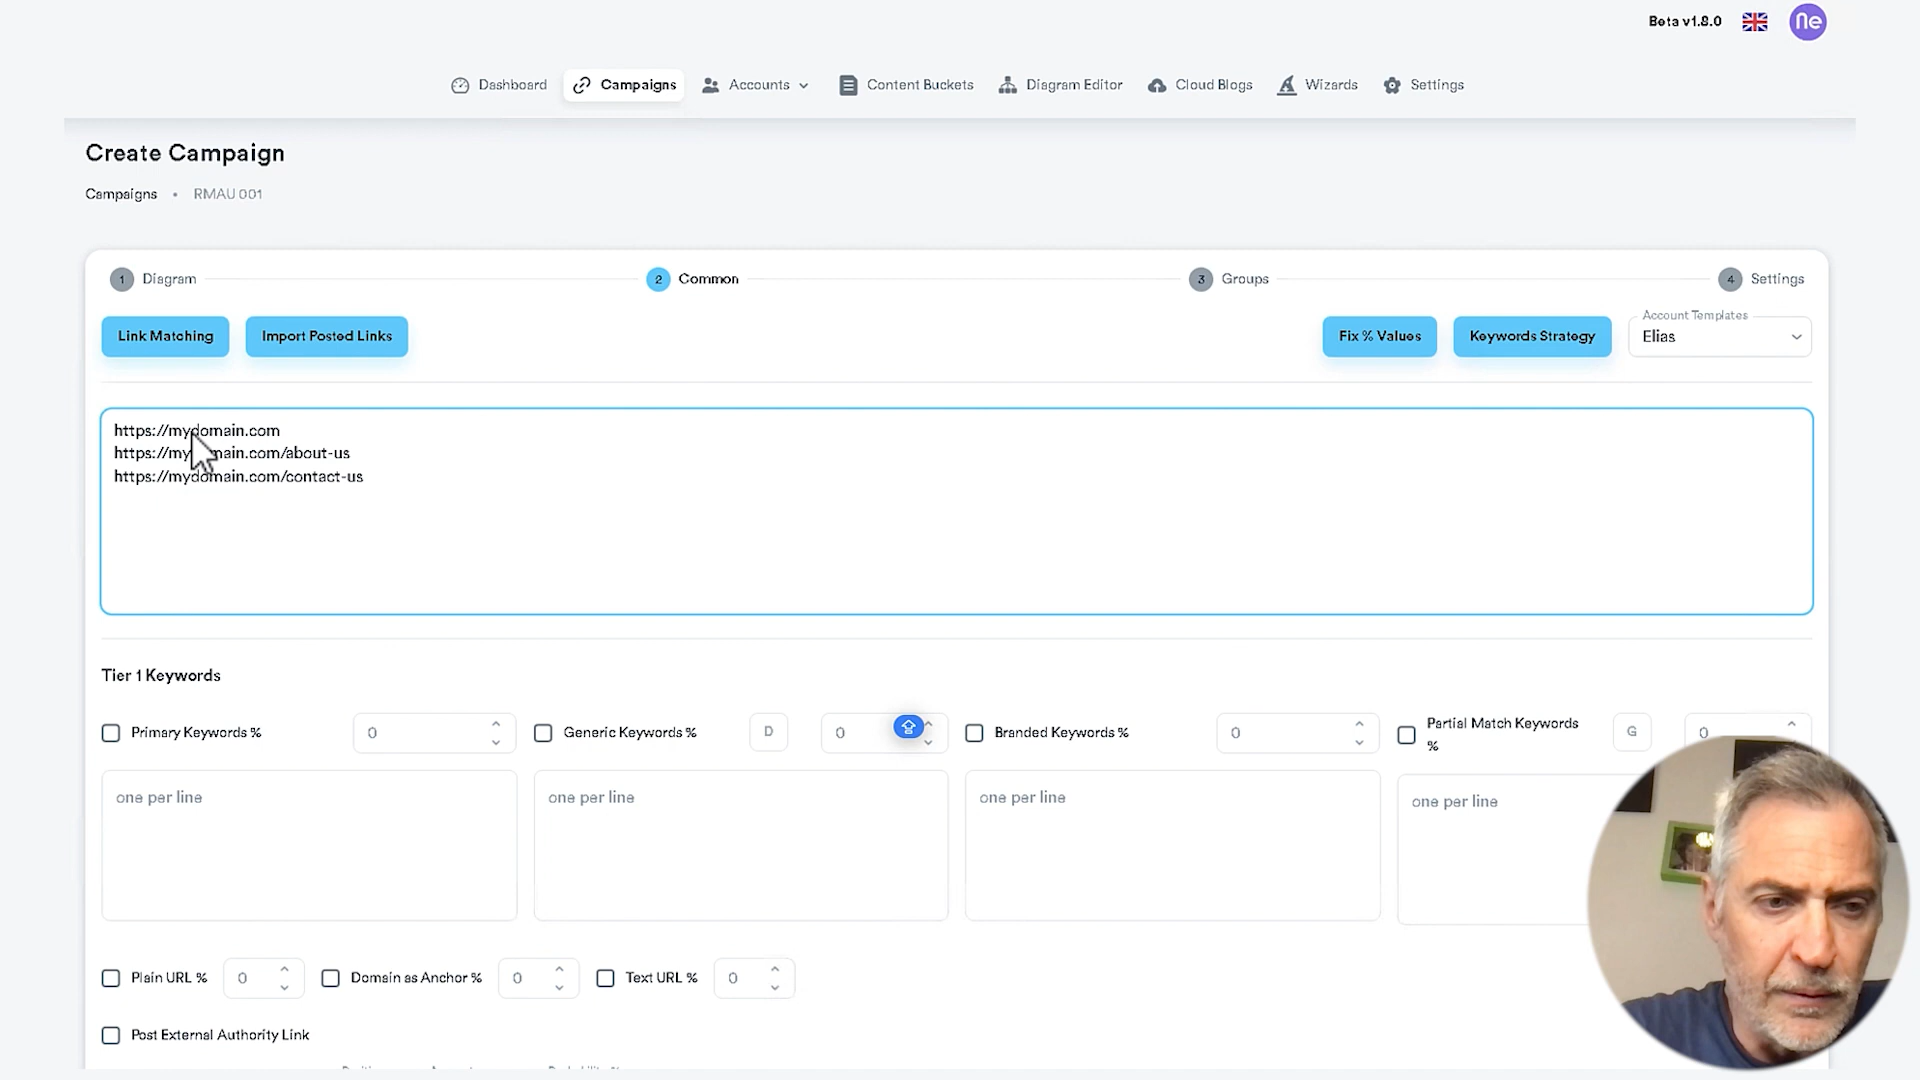 Beta v1.8.0
Ne
Dashboard
Campaigns
Accounts
Content Buckets
Diagram Editor
Cloud Blogs
Wizards
Settings
Create Campaign
Campaigns • RMAU 001
1 Diagram
2 Common
3 Groups
4 Settings
Link Matching
Import Posted Links
Fix % Values
Keywords Strategy
Account Templates
Elias
https://mydomain.com
https://mydomain.com/about-us
https://mydomain.com/contact-us
Tier 1 Keywords
Primary Keywords %
0
Generic Keywords %
D
0
Branded Keywords %
0
Partial Match Keywords
%
G
0
one per line
one per line
one per line
one per line
Plain URL %
0
Domain as Anchor %
0
Text URL %
0
Post External Authority Link